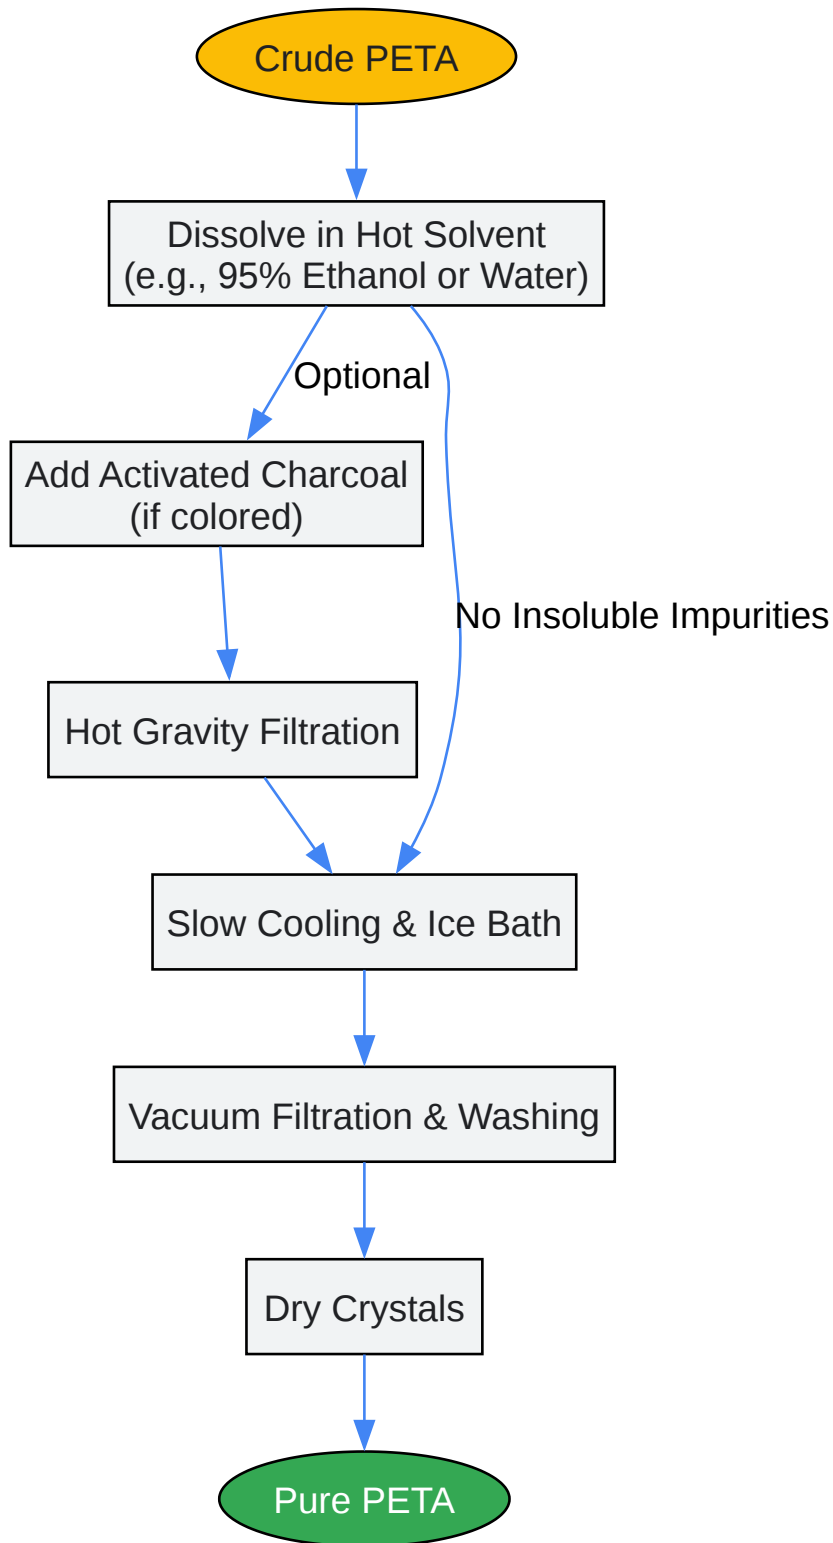 Crude PETA
Dissolve in Hot Solvent
(e.g., 95% Ethanol or Water)
Optional
Add Activated Charcoal
(if colored)
No Insoluble Impurities
Hot Gravity Filtration
Slow Cooling & Ice Bath
Vacuum Filtration & Washing
Dry Crystals
Pure PETA